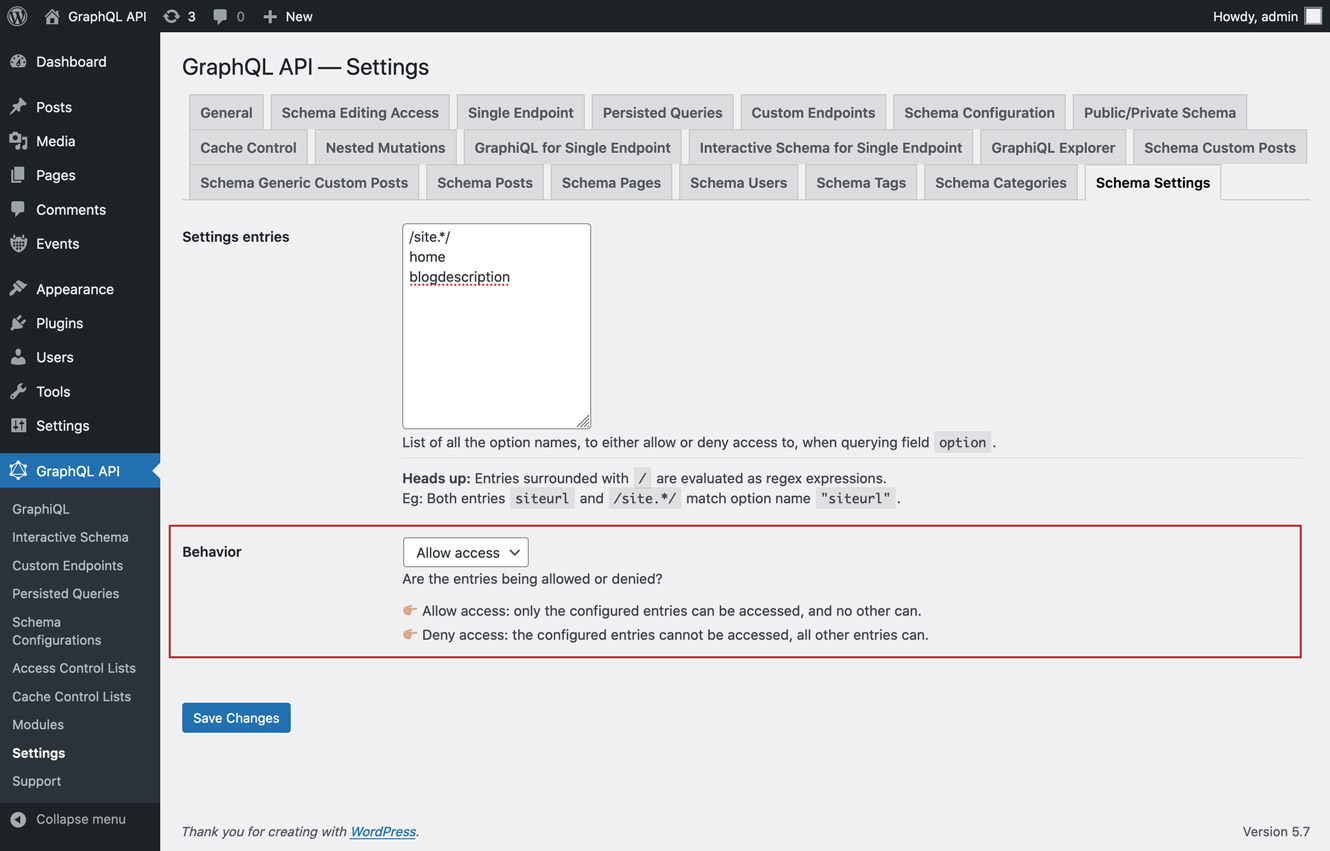 GraphQL API 3 0 New Howdy, admin
Dashboard
Posts
Media
Pages
Comments
Events
Appearance
Plugins
Users
Tools
Settings
GraphQL API
GraphiQL
Interactive Schema
Custom Endpoints
Persisted Queries
Schema
Configurations
Access Control Lists
Cache Control Lists
Modules
Settings
Support
Collapse menu
GraphQL API — Settings
General Schema Editing Access Single Endpoint Persisted Queries Custom Endpoints Schema Configuration Public/Private Schema
Cache Control Nested Mutations GraphiQL for Single Endpoint Interactive Schema for Single Endpoint GraphiQL Explorer Schema Custom Posts
Schema Generic Custom Posts Schema Posts Schema Pages Schema Users Schema Tags Schema Categories Schema Settings
Settings entries
/site.*/
home
blogdescription
List of all the option names, to either allow or deny access to, when querying field option .
Heads up: Entries surrounded with / are evaluated as regex expressions.
Eg: Both entries siteurl and /site.*/ match option name "siteurl" .
Behavior
Allow access
Are the entries being allowed or denied?
👉🏽 Allow access: only the configured entries can be accessed, and no other can.
👉🏽 Deny access: the configured entries cannot be accessed, all other entries can.
Save Changes
Thank you for creating with WordPress.
Version 5.7